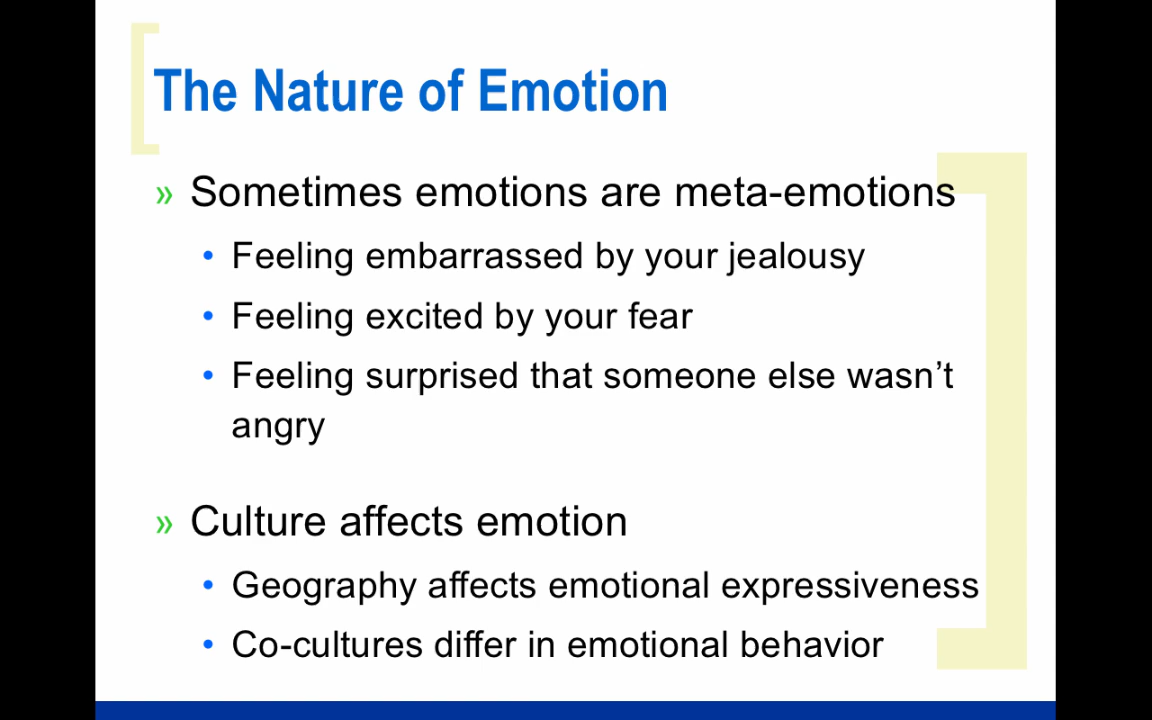 The Nature of Emotion
» Sometimes emotions are meta-emotions
• Feeling embarrassed by your jealousy
• Feeling excited by your fear
• Feeling surprised that someone else wasn’t
angry
» Culture affects emotion
• Geography affects emotional expressiveness
• Co-cultures differ in emotional behavior